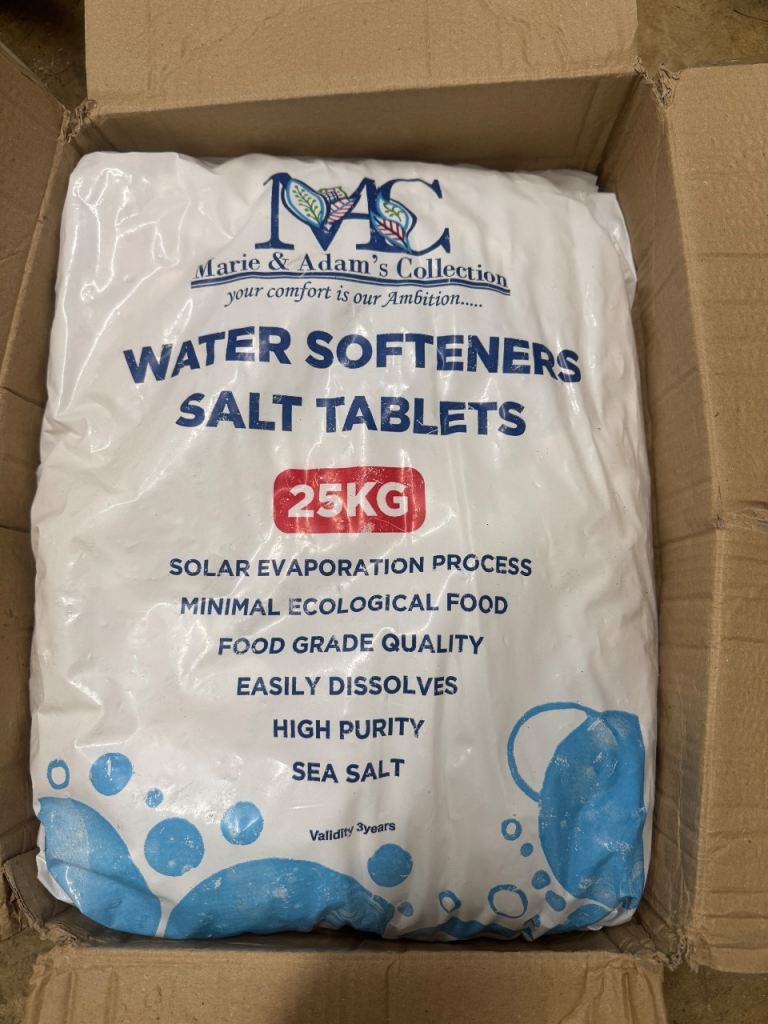 MAC
Marie & Adam's Collection
your comfort is our Ambition.....
WATER SOFTENERS
SALT TABLETS
25KG
SOLAR EVAPORATION PROCESS
MINIMAL ECOLOGICAL FOOD
FOOD GRADE QUALITY
EASILY DISSOLVES
HIGH PURITY
SEA SALT
Validity 3years